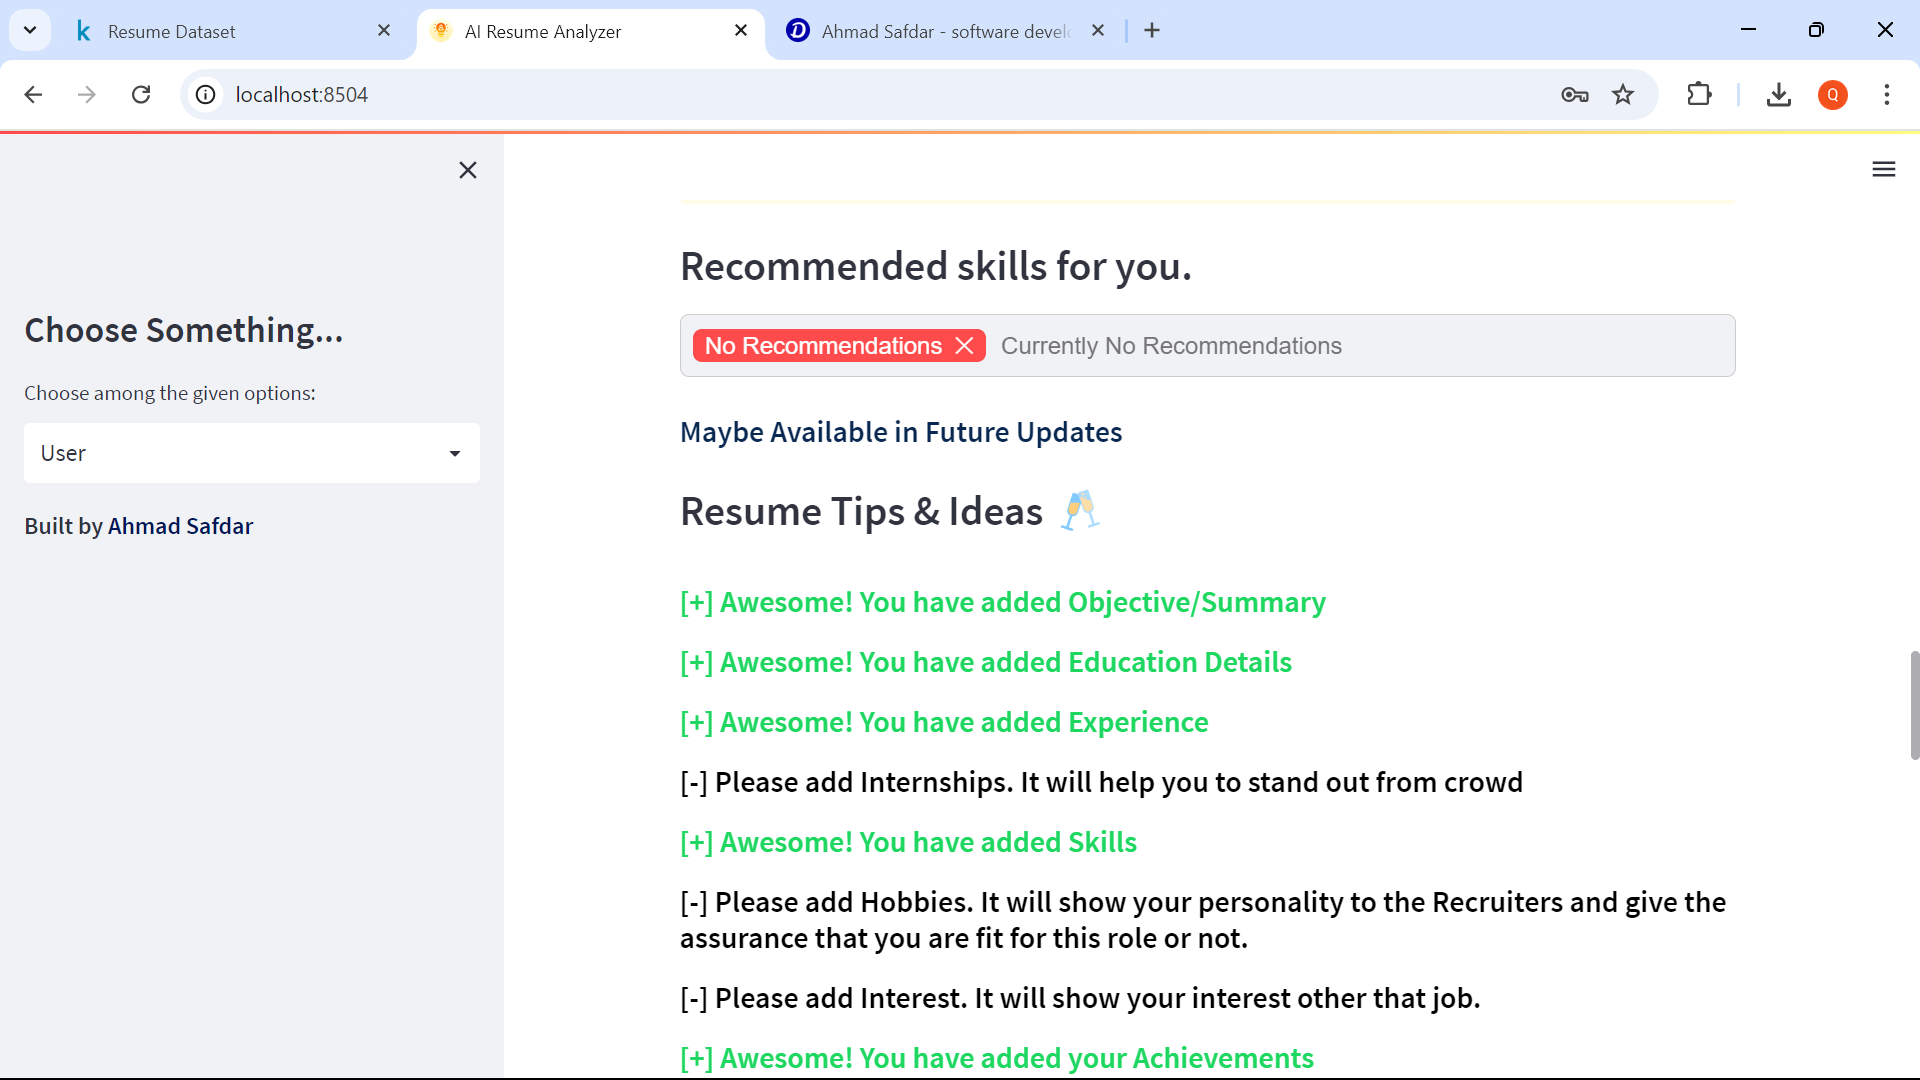 Resume Dataset
AI Resume Analyzer
Ahmad Safdar - software devel
localhost:8504
Q
Choose Something...
Choose among the given options:
User
Built by Ahmad Safdar
Recommended skills for you.
No Recommendations
Currently No Recommendations
Maybe Available in Future Updates
Resume Tips & Ideas 🥂
[+] Awesome! You have added Objective/Summary
[+] Awesome! You have added Education Details
[+] Awesome! You have added Experience
[-] Please add Internships. It will help you to stand out from crowd
[+] Awesome! You have added Skills
[-] Please add Hobbies. It will show your personality to the Recruiters and give the
assurance that you are fit for this role or not.
[-] Please add Interest. It will show your interest other that job.
[+] Awesome! You have added your Achievements